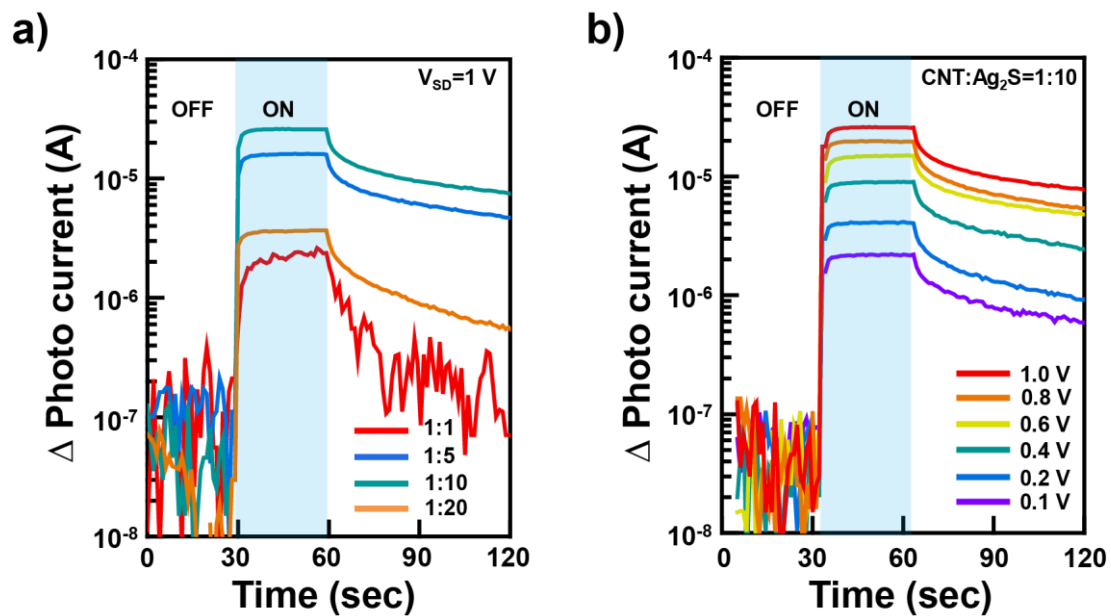 a)
Δ Photo current (A)
10⁻⁴
10⁻⁵
10⁻⁶
10⁻⁷
10⁻⁸
V_SD=1 V
OFF
ON
1:1
1:5
1:10
1:20
0 30 60 90 120
Time (sec)
b)
Δ Photo current (A)
10⁻⁴
10⁻⁵
10⁻⁶
10⁻⁷
10⁻⁸
CNT:Ag₂S=1:10
OFF
ON
1.0 V
0.8 V
0.6 V
0.4 V
0.2 V
0.1 V
0 30 60 90 120
Time (sec)